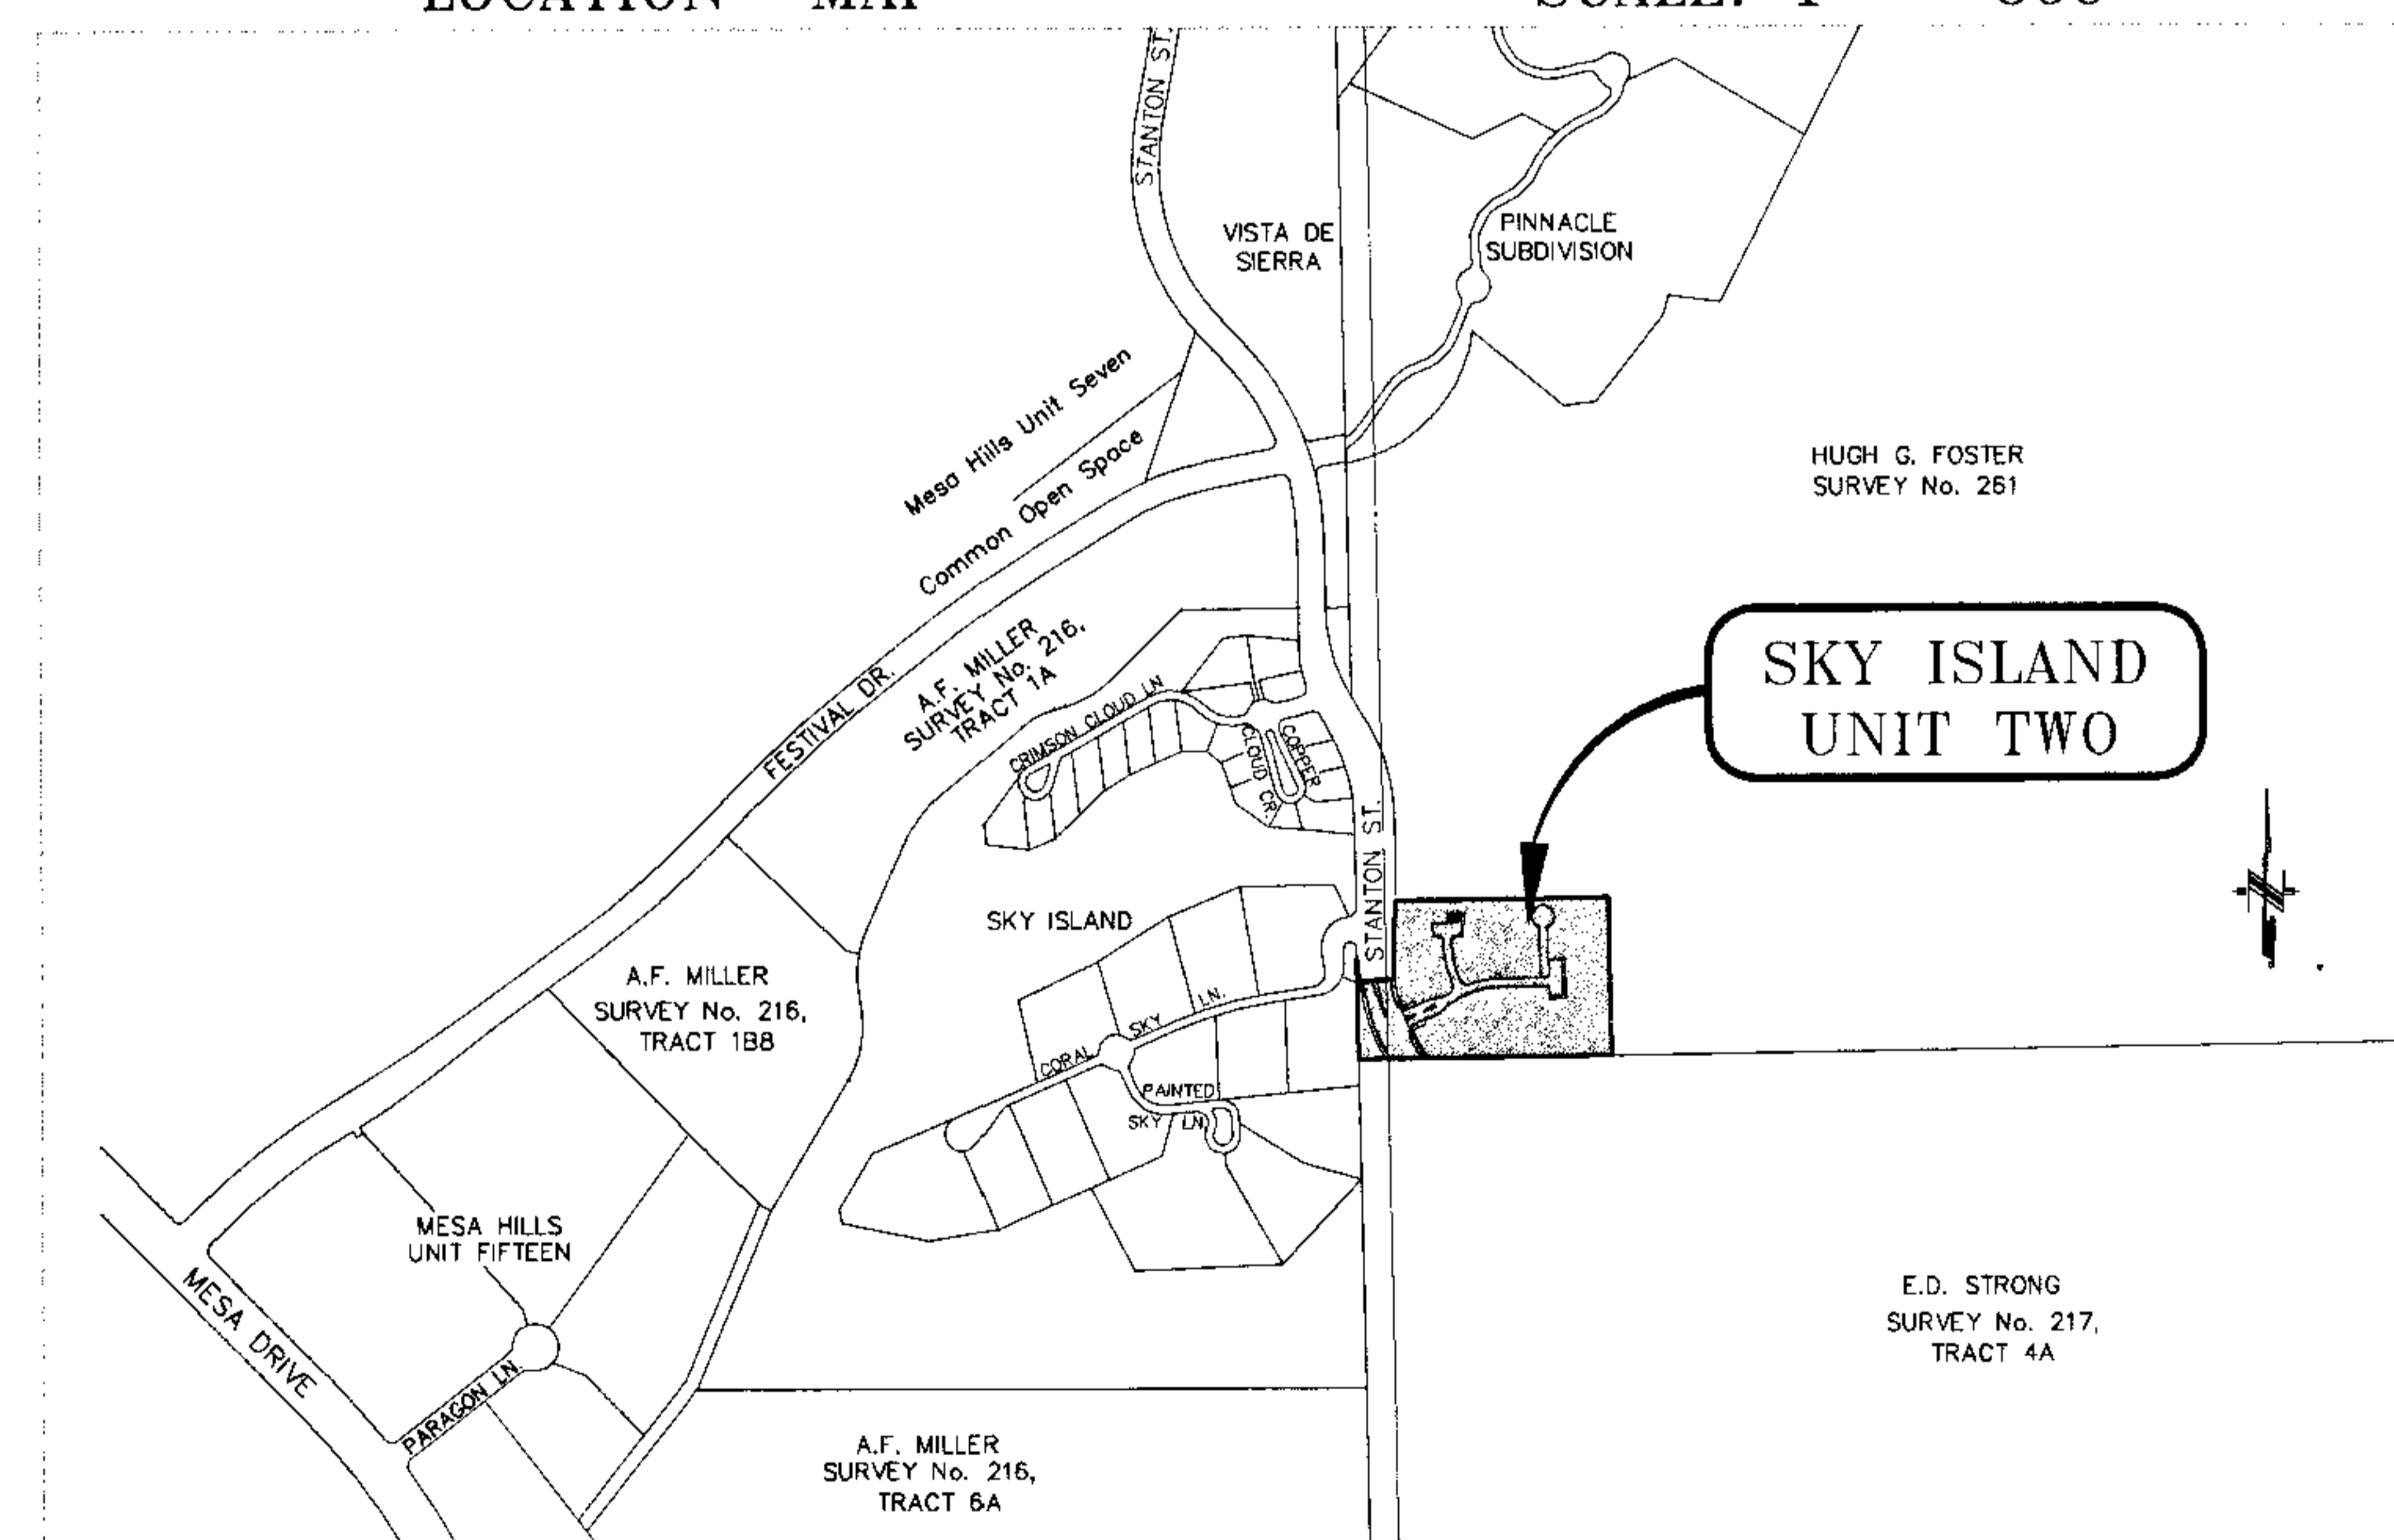 LOCATION MAP
STANTON ST.
VISTA DE
SIERRA
PINNACLE
SUBDIVISION
Mesa Hills Unit Seven
Common Open Space
HUGH G. FOSTER
SURVEY No. 261
SKY ISLAND
UNIT TWO
A.F. MILLER
SURVEY No. 216,
TRACT 1A
FESTIVAL DR.
CRIMSON CLOUD LN
COPPER
CLOUD CR.
STANTON ST.
SKY ISLAND
A.F. MILLER
SURVEY No. 216,
TRACT 1B8
CORAL SKY LN.
PAINTED
SKY LN.
MESA HILLS
UNIT FIFTEEN
MESA DRIVE
PARAGON LN.
E.D. STRONG
SURVEY No. 217,
TRACT 4A
A.F. MILLER
SURVEY No. 216,
TRACT 6A